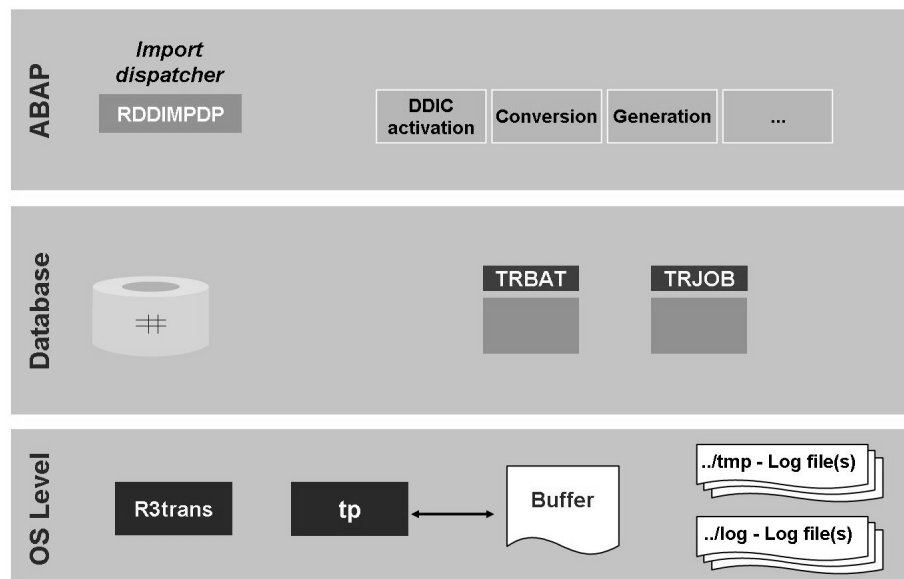 ABAP
Import
dispatcher
RDDIMPDP
DDIC
activation
Conversion
Generation
...
Database
TRBAT
TRJOB
OS Level
R3trans
tp
Buffer
../tmp - Log file(s)
../log - Log file(s)